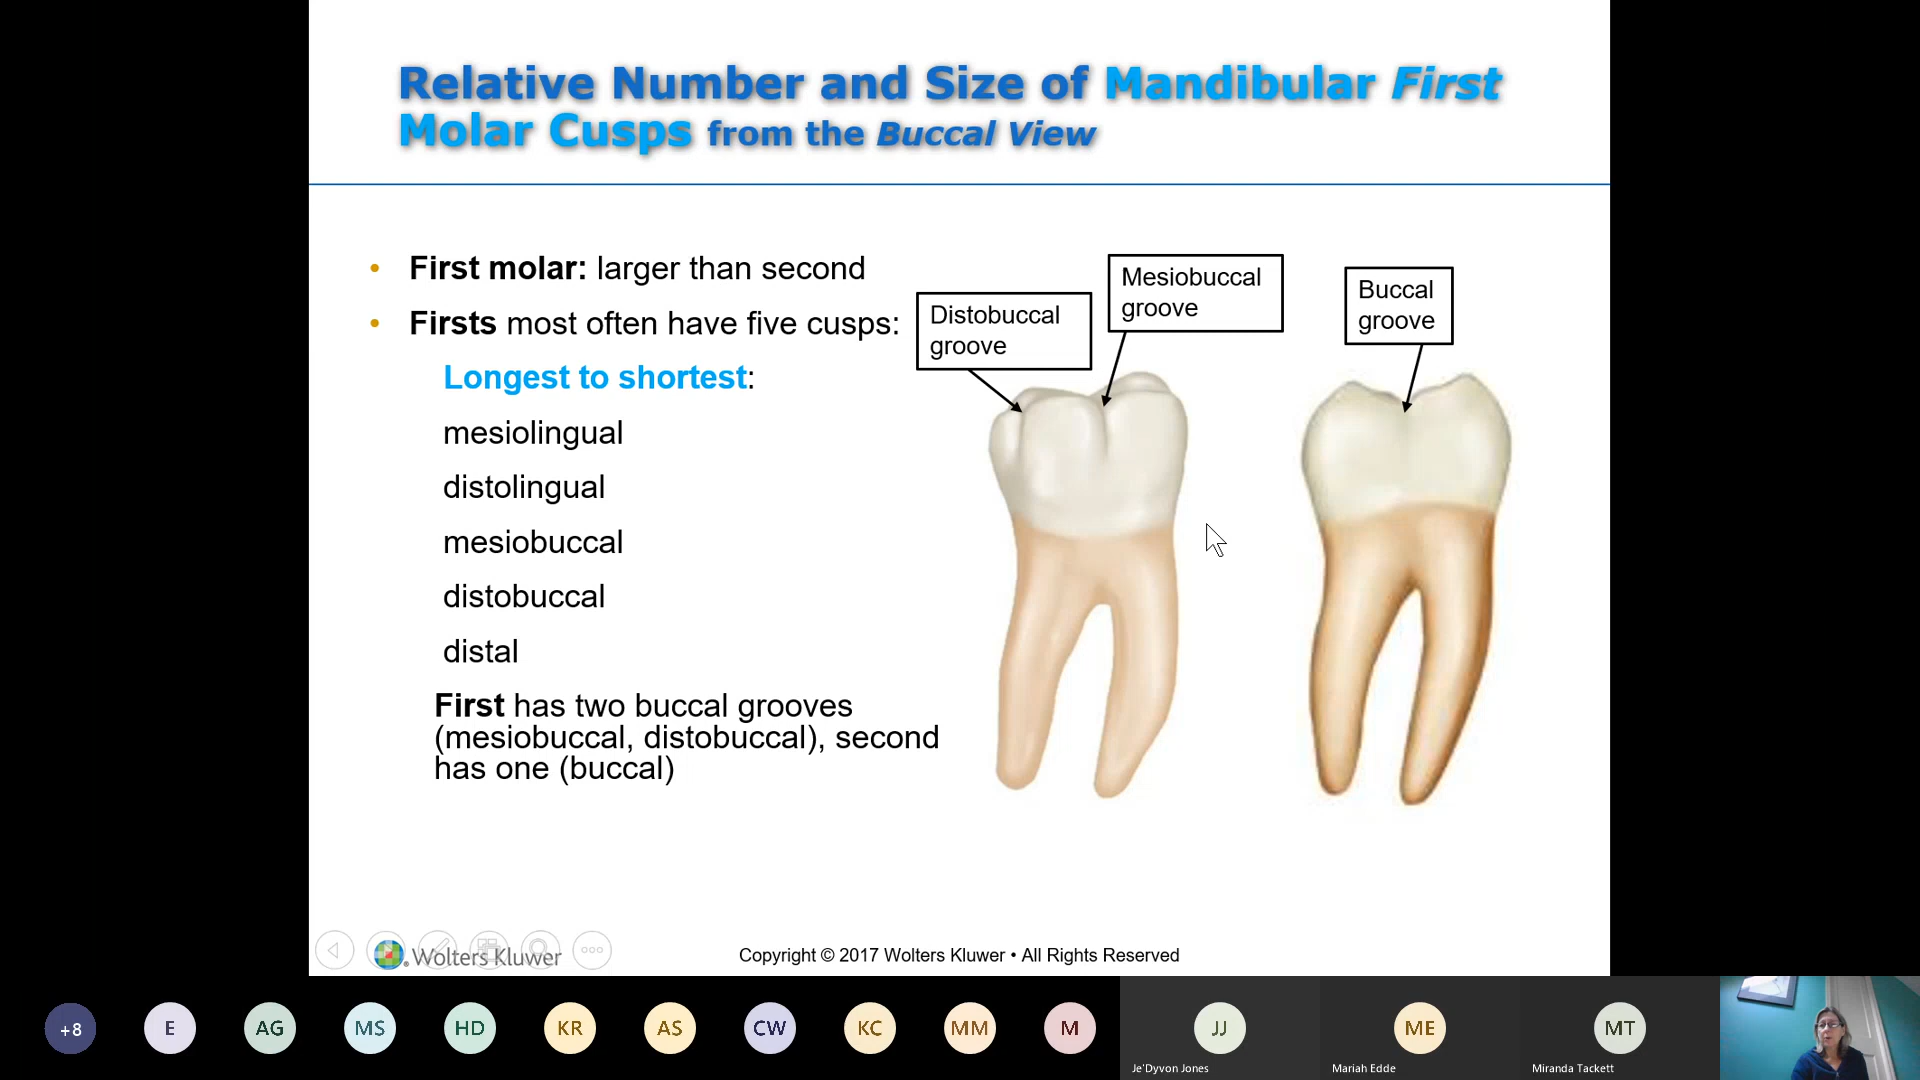 Relative Number and Size of Mandibular First
Molar Cusps from the Buccal View
• First molar: larger than second
• Firsts most often have five cusps:
Longest to shortest:
mesiolingual
distolingual
mesiobuccal
distobuccal
distal
First has two buccal grooves
(mesiobuccal, distobuccal), second
has one (buccal)
Distobuccal
groove
Mesiobuccal
groove
Buccal
groove
Wolters Kluwer
Copyright © 2017 Wolters Kluwer • All Rights Reserved
+8
E
AG
MS
HD
KR
AS
CW
KC
MM
M
JJ
Je'Dyvon Jones
ME
Mariah Edde
MT
Miranda Tackett